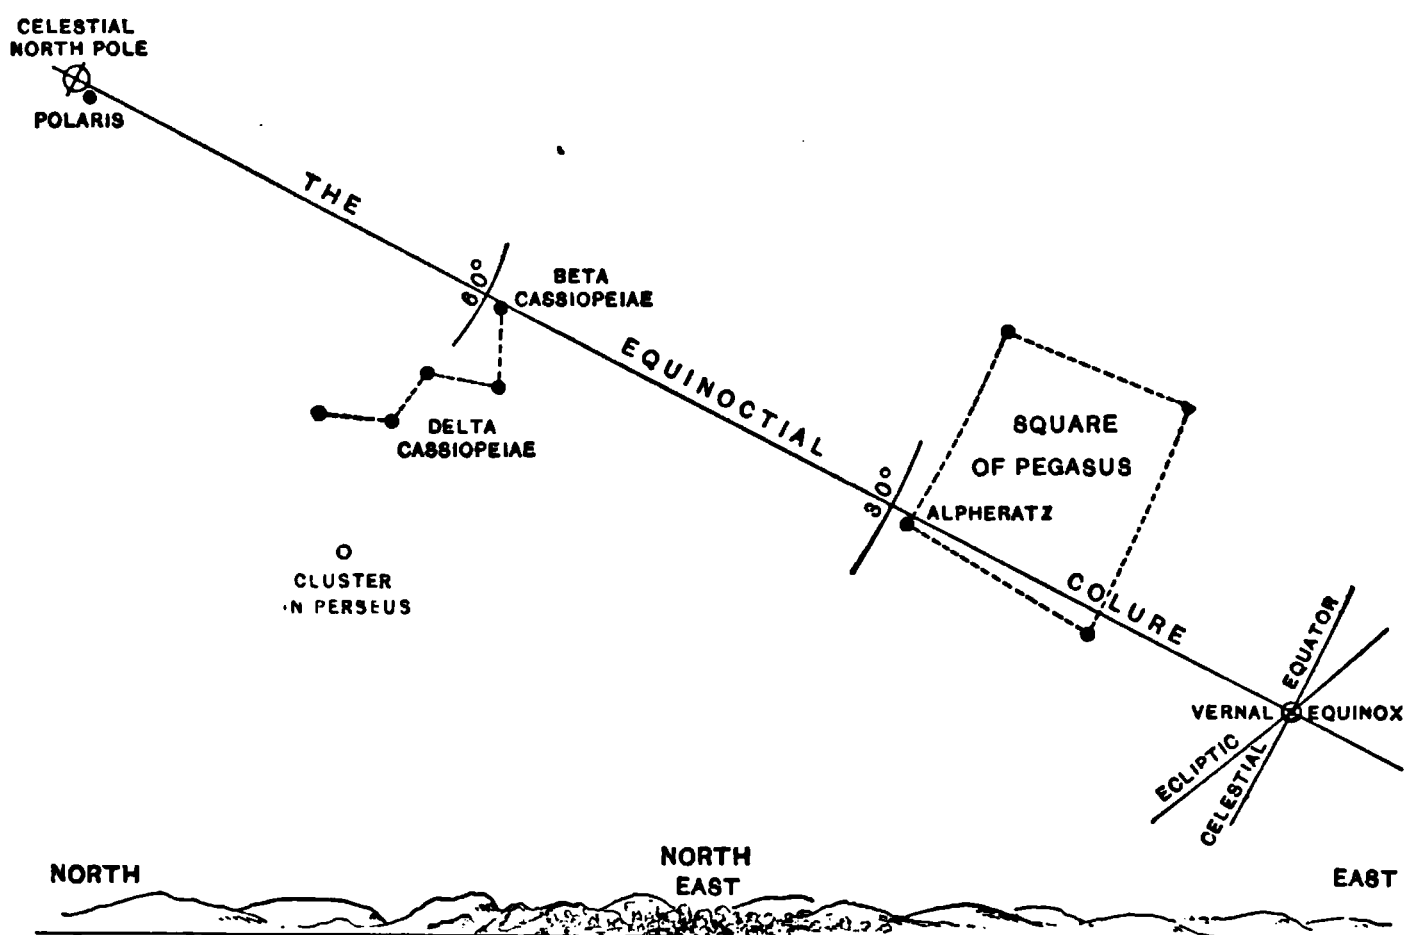 CELESTIAL
NORTH POLE
POLARIS
THE
60°
BETA
CASSIOPEIAE
EQUINOCTIAL
DELTA
CASSIOPEIAE
SQUARE
OF PEGASUS
30°
ALPHERATZ
CLUSTER
IN PERSEUS
COLURE
EQUATOR
VERNAL EQUINOX
ECLIPTIC
CELESTIAL
NORTH
NORTH
EAST
EAST